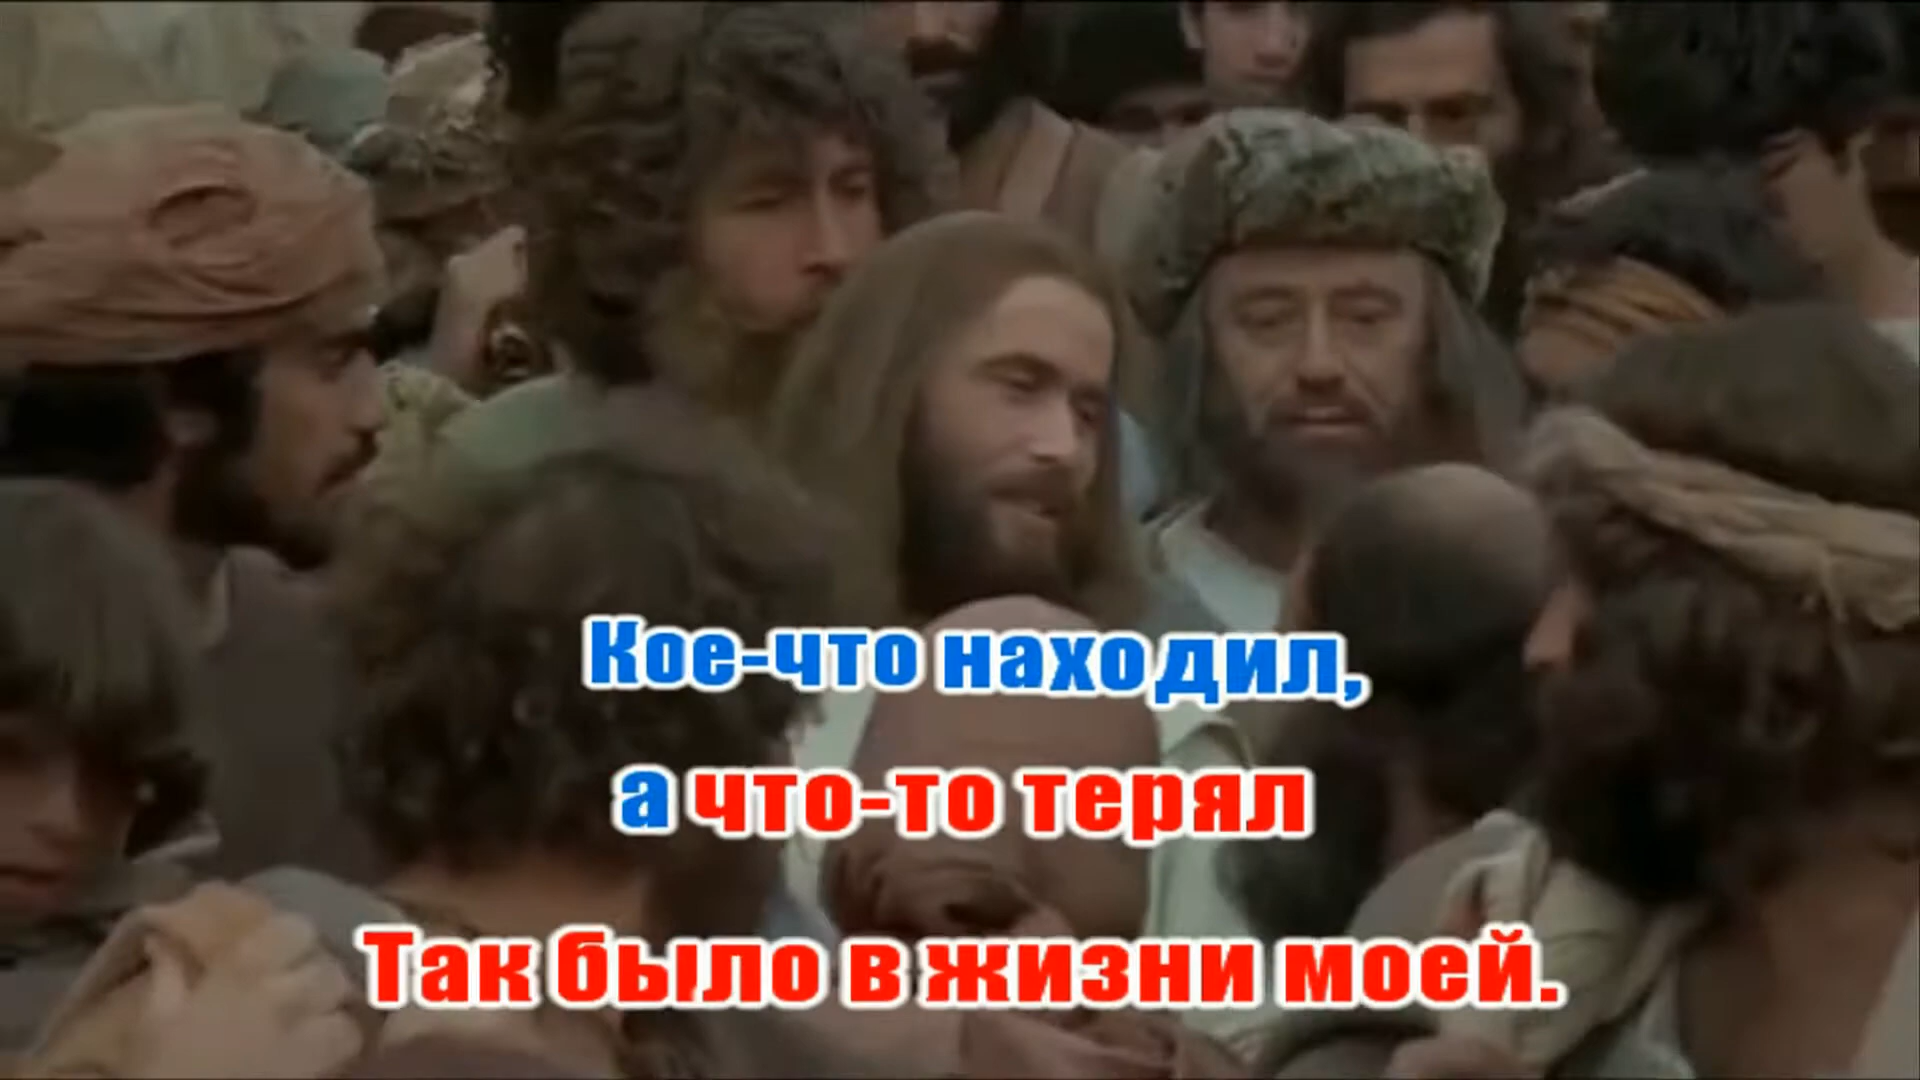 Кое-что находил,
а что-то терял
Так было в жизни моей.